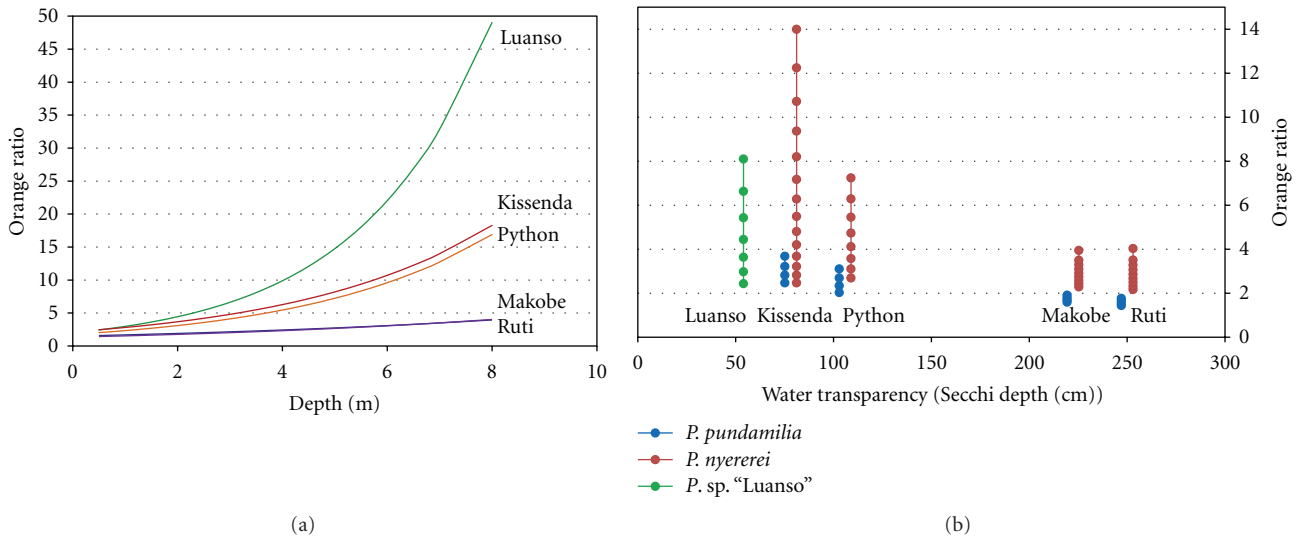 50
45
40
35
30
25
20
15
10
5
0
Orange ratio
Luanso
Kissenda
Python
Makobe
Ruti
0 2 4 6 8 10
Depth (m)
(a)
14
12
10
8
6
4
2
0
Orange ratio
Luanso Kissenda Python Makobe Ruti
0 50 100 150 200 250 300
Water transparency (Secchi depth (cm))
P. pundamilia
P. nyererei
P. sp. “Luanso”
(b)